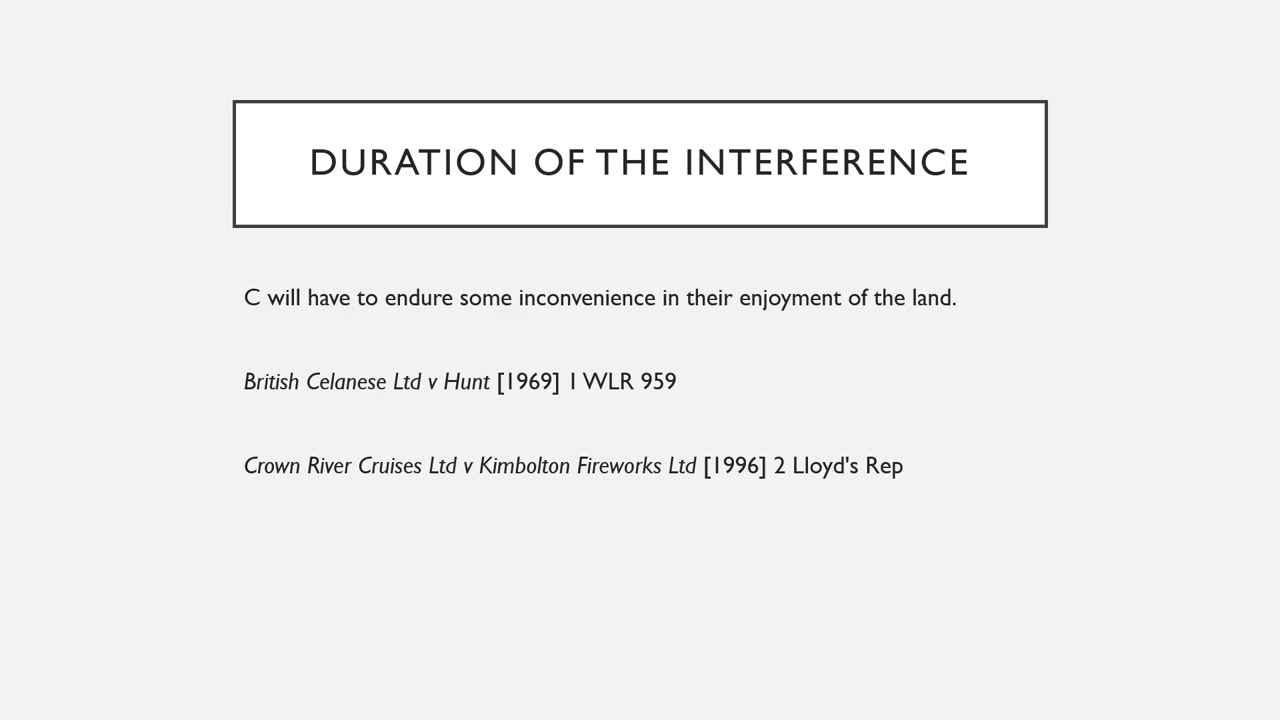 DURATION OF THE INTERFERENCE
C will have to endure some inconvenience in their enjoyment of the land.
British Celanese Ltd v Hunt [1969] 1 WLR 959
Crown River Cruises Ltd v Kimbolton Fireworks Ltd [1996] 2 Lloyd's Rep